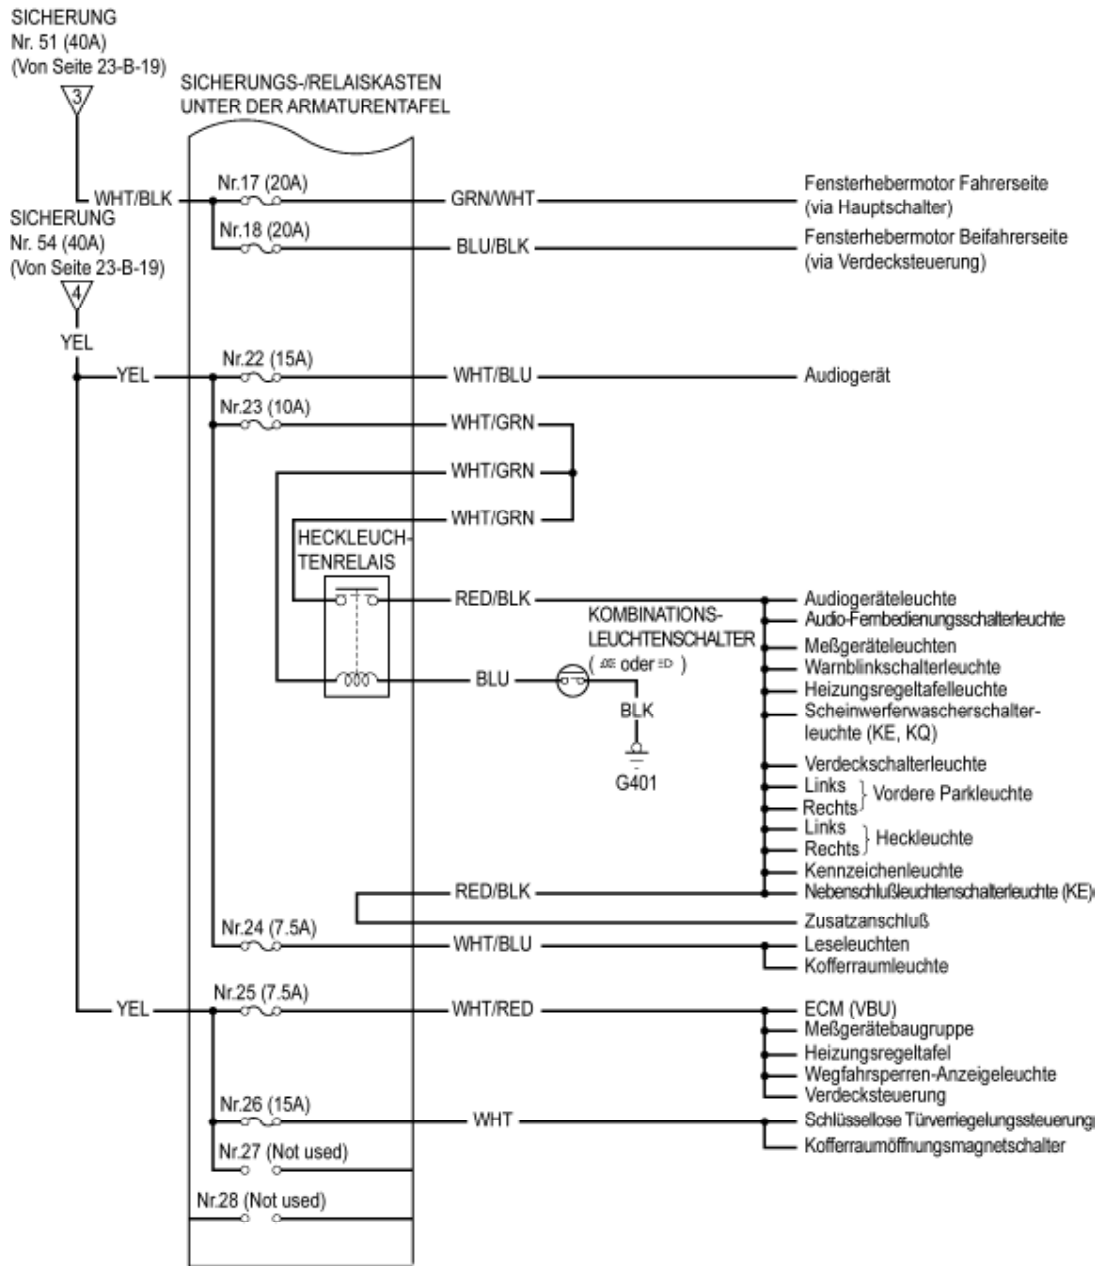 SICHERUNG
Nr. 51 (40A)
(Von Seite 23-B-19)
3
SICHERUNGS-/RELAISKASTEN
UNTER DER ARMATURENTAFEL
WHT/BLK
Nr.17 (20A)
GRN/WHT
Fensterhebermotor Fahrerseite
(via Hauptschalter)
SICHERUNG
Nr. 54 (40A)
(Von Seite 23-B-19)
4
Nr.18 (20A)
BLU/BLK
Fensterhebermotor Beifahrerseite
(via Verdecksteuerung)
YEL
YEL
Nr.22 (15A)
WHT/BLU
Audiogerät
Nr.23 (10A)
WHT/GRN
WHT/GRN
WHT/GRN
HECKLEUCH-
TENRELAIS
RED/BLK
KOMBINATIONS-
LEUCHTENSCHALTER
( oder )
BLU
BLK
G401
Audiogeräteleuchte
Audio-Fernbedienungsschalterleuchte
Meßgeräteleuchten
Warnblinkschalterleuchte
Heizungsregeltafelleuchte
Scheinwerferwascherschalter-
leuchte (KE, KQ)
Verdeckschalterleuchte
Links
Rechts
Vordere Parkleuchte
Links
Rechts
Heckleuchte
Kennzeichenleuchte
RED/BLK
Nebenschlußleuchtenschalterleuchte (KE)
Zusatzanschluß
Nr.24 (7.5A)
WHT/BLU
Leseleuchten
Kofferraumleuchte
YEL
Nr.25 (7.5A)
WHT/RED
ECM (VBU)
Meßgerätebaugruppe
Heizungsregeltafel
Wegfahrsperren-Anzeigeleuchte
Verdecksteuerung
Nr.26 (15A)
WHT
Schlüssellose Türverriegelungssteuerung
Kofferraumöffnungsmagnetschalter
Nr.27 (Not used)
Nr.28 (Not used)